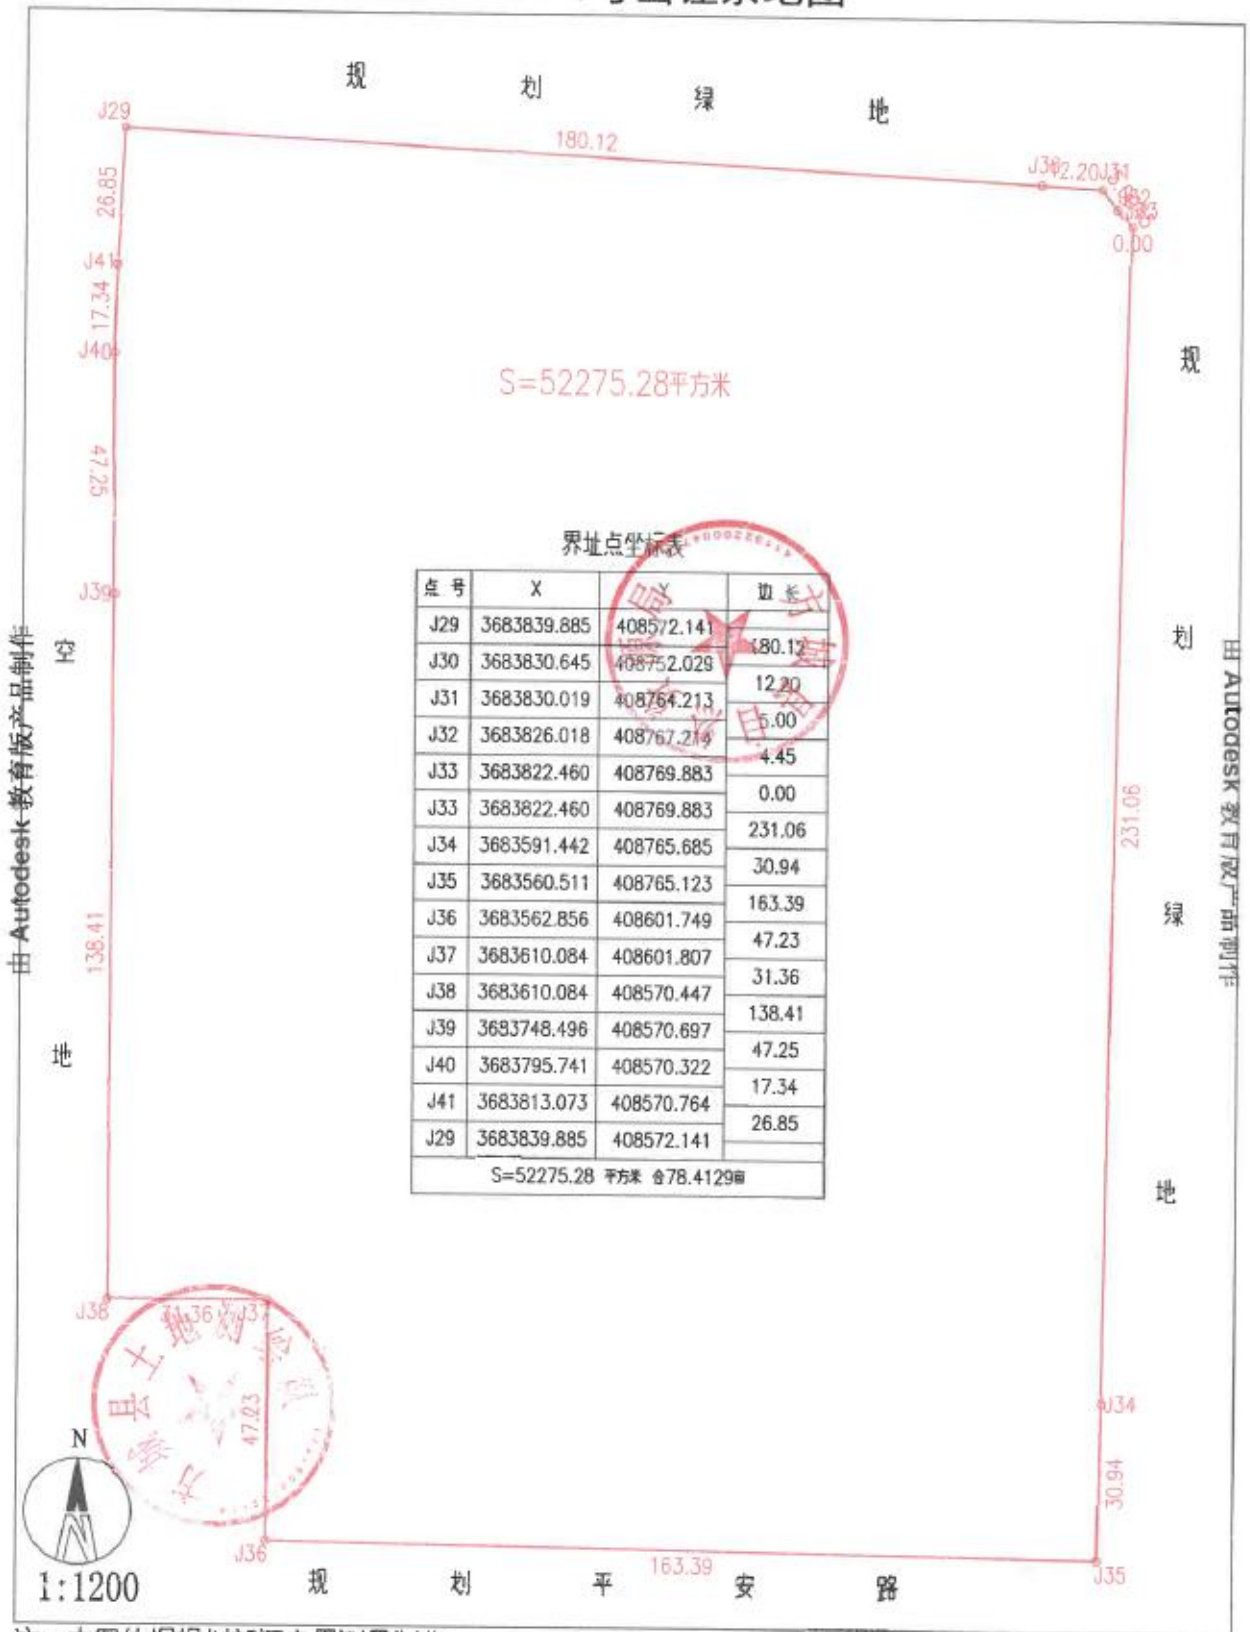 规 划 绿 地
J29
180.12
J30
12.20
J31
0.00
26.85
J41
17.34
J40
47.25
J39
138.41
J38
31.36
J37
47.23
J36
163.39
J35
30.94
J34
231.06
空 地
规 划 绿 地
S=52275.28平方米
界址点坐标表
点号 X Y 边长
J29 3683839.885 408572.141
180.12
J30 3683830.645 408752.029
12.20
J31 3683830.019 408764.213
5.00
J32 3683826.018 408767.214
4.45
J33 3683822.460 408769.883
0.00
J33 3683822.460 408769.883
231.06
J34 3683591.442 408765.685
30.94
J35 3683560.511 408765.123
163.39
J36 3683562.856 408601.749
47.23
J37 3683610.084 408601.807
31.36
J38 3683610.084 408570.447
138.41
J39 3683748.496 408570.697
47.25
J40 3683795.741 408570.322
17.34
J41 3683813.073 408570.764
26.85
J29 3683839.885 408572.141
S=52275.28 平方米 合78.4129亩
由 Autodesk 教育版产品制作
由 Autodesk 教育版产品制作
N
1:1200
规 划 平 安 路